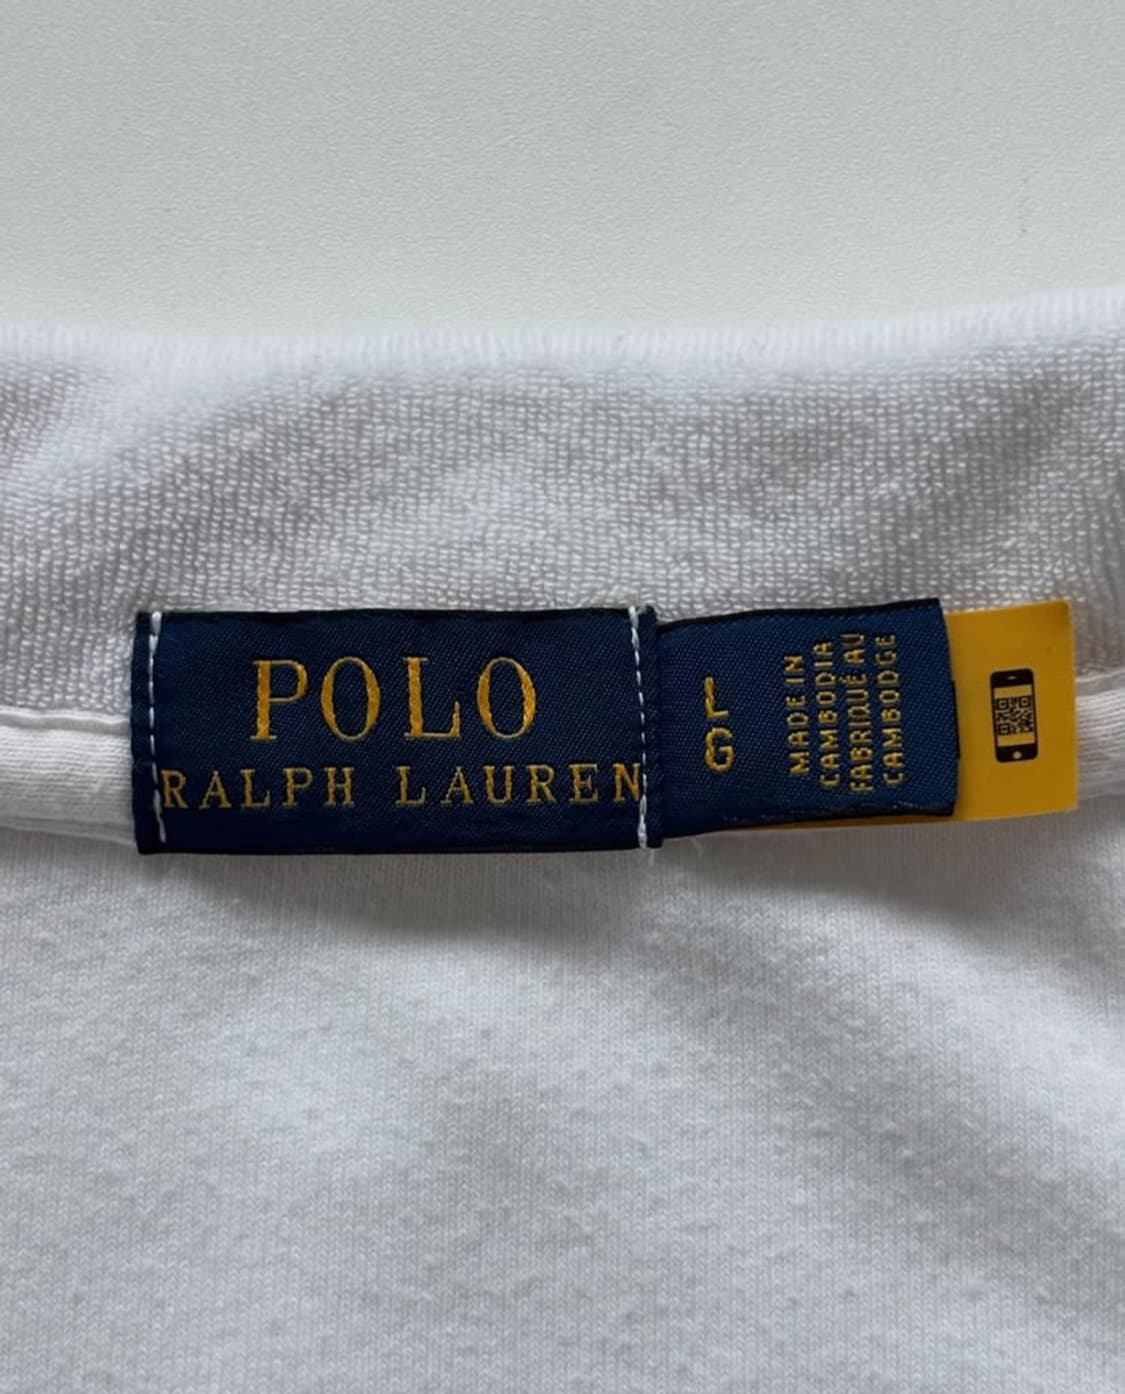 POLO
RALPH LAUREN
L
G
MADE IN
CAMBODIA
FABRIQUÉ AU
CAMBODGE